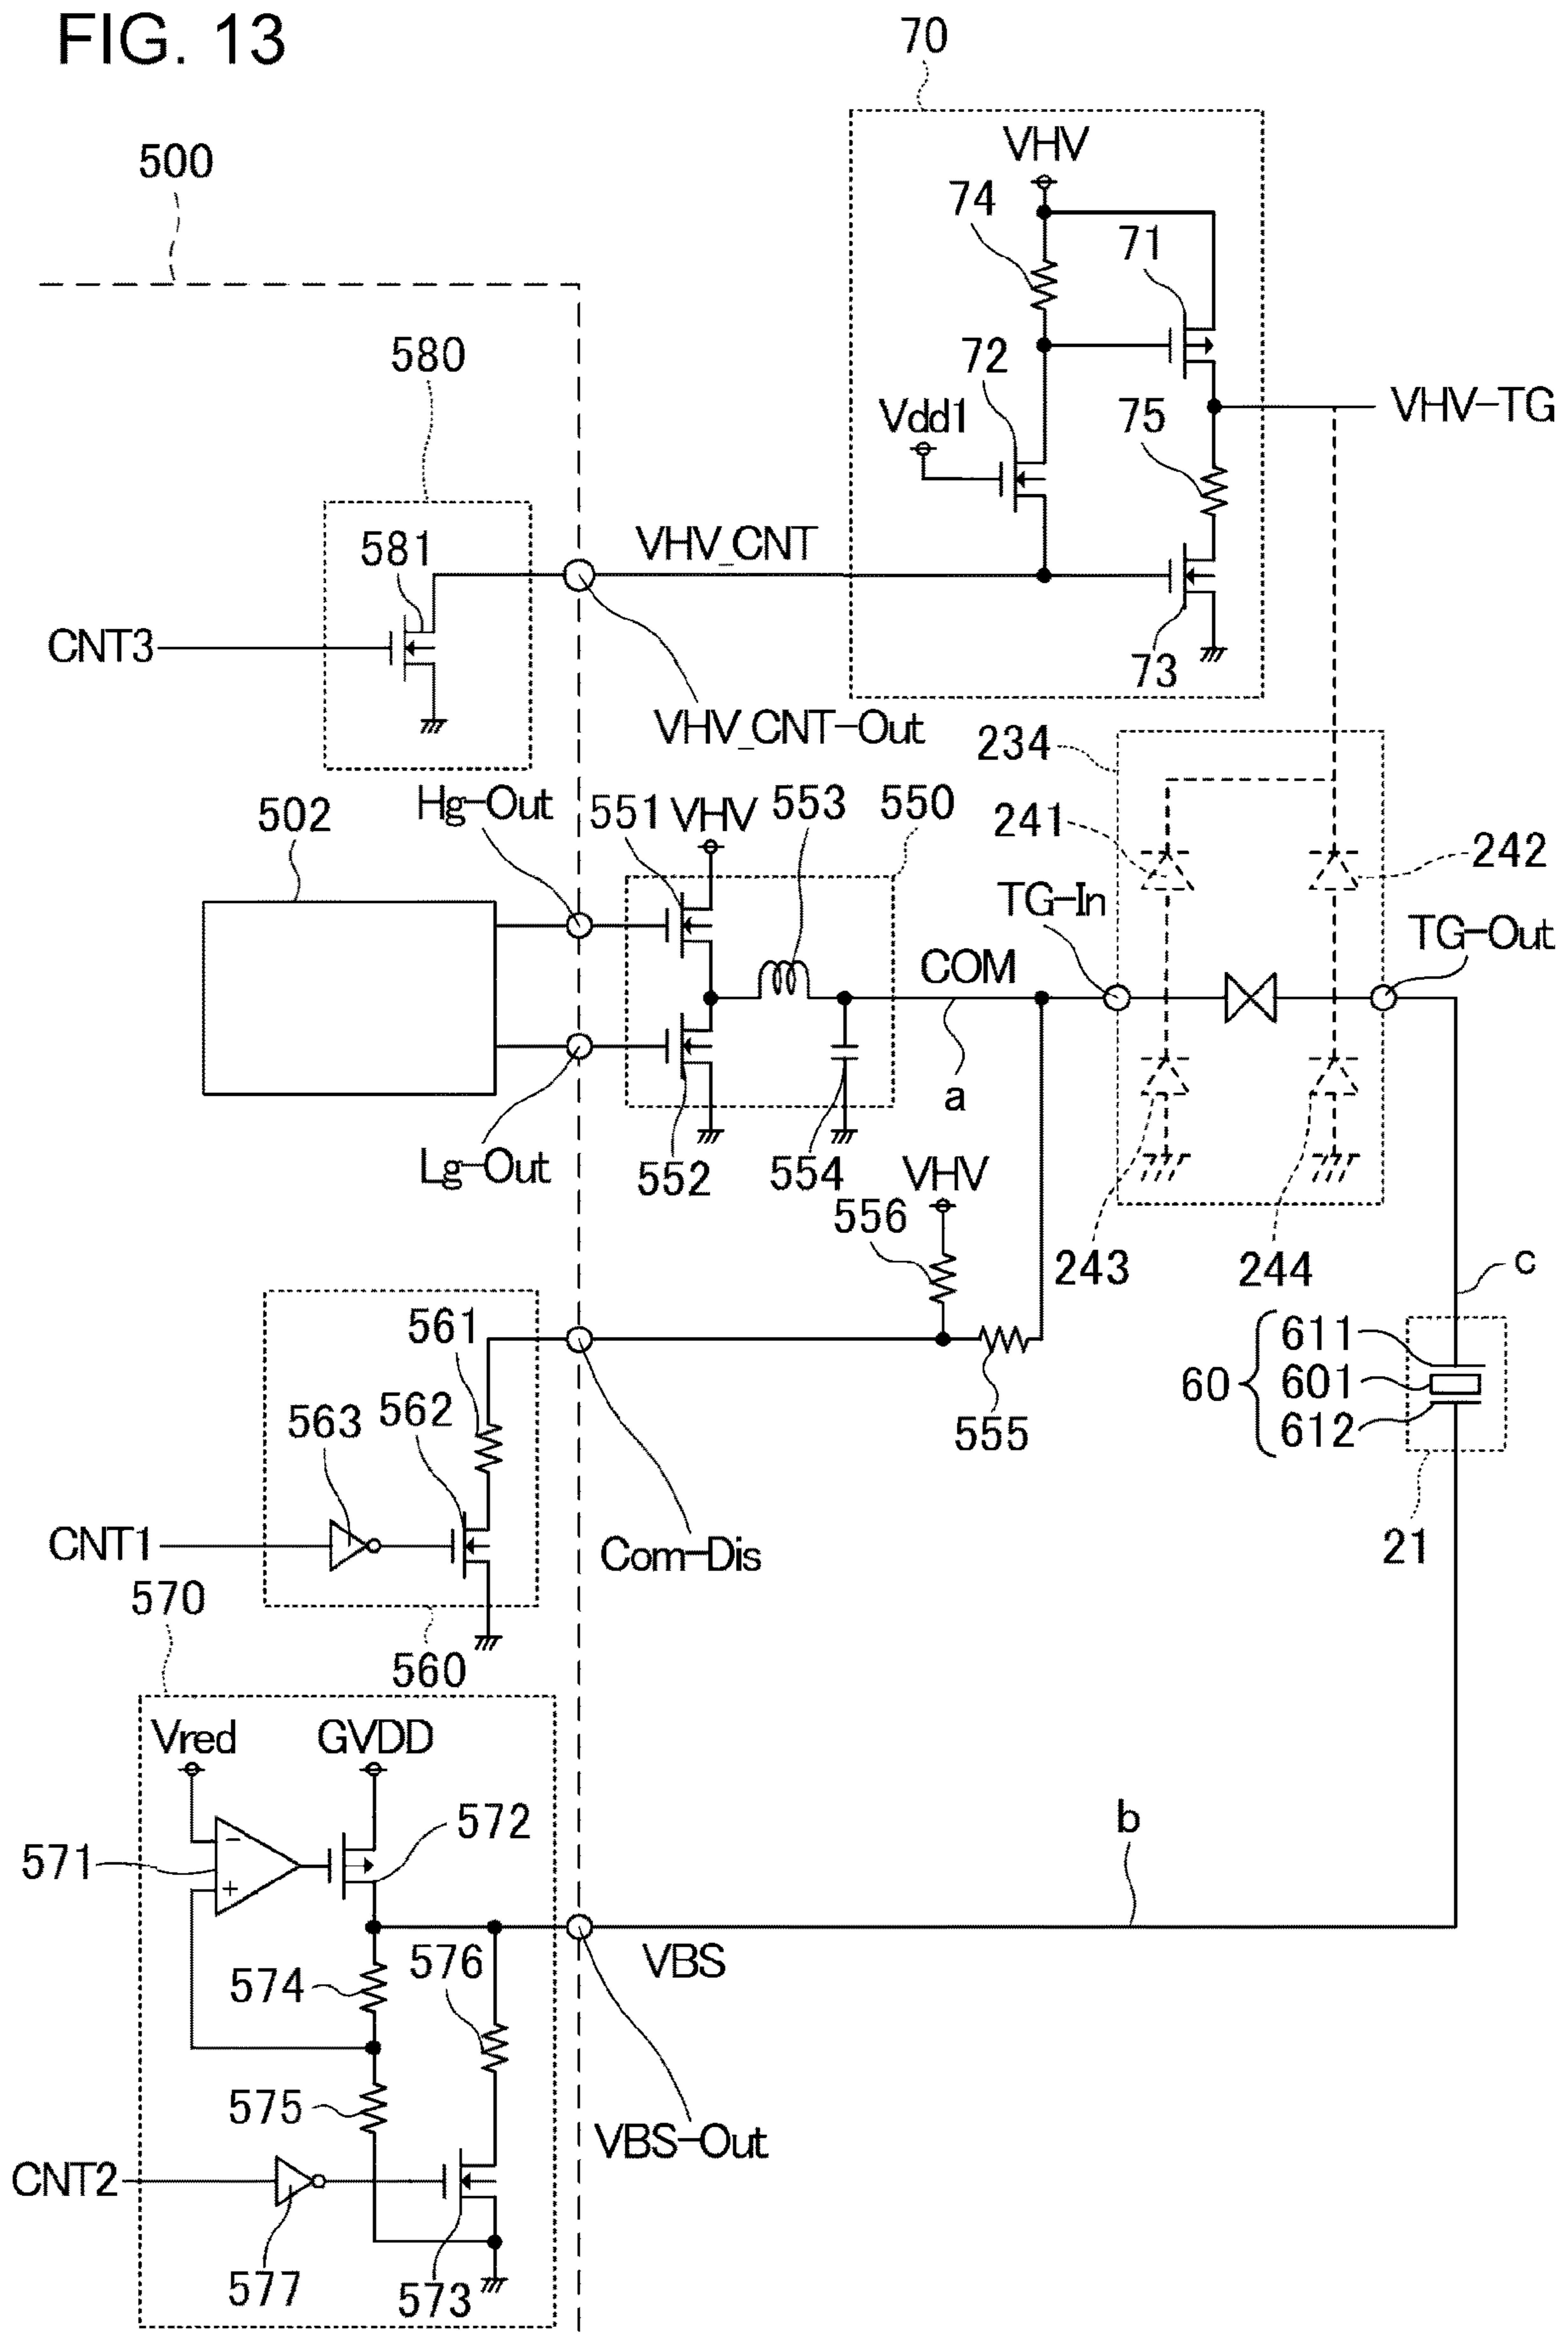 FIG. 13
70
500
VHV
74
71
580
72
Vdd1
75
VHV-TG
581
VHV_CNT
CNT3
73
VHV_CNT-Out
234
Hg-Out
502
551
VHV
553
550
241
242
TG-In
TG-Out
COM
a
Lg-Out
552
554
VHV
556
243
244
c
561
611
60
601
612
563
562
555
CNT1
Com-Dis
21
570
560
Vred
GVDD
572
b
571
VBS
576
574
575
VBS-Out
CNT2
577
573
－
＋